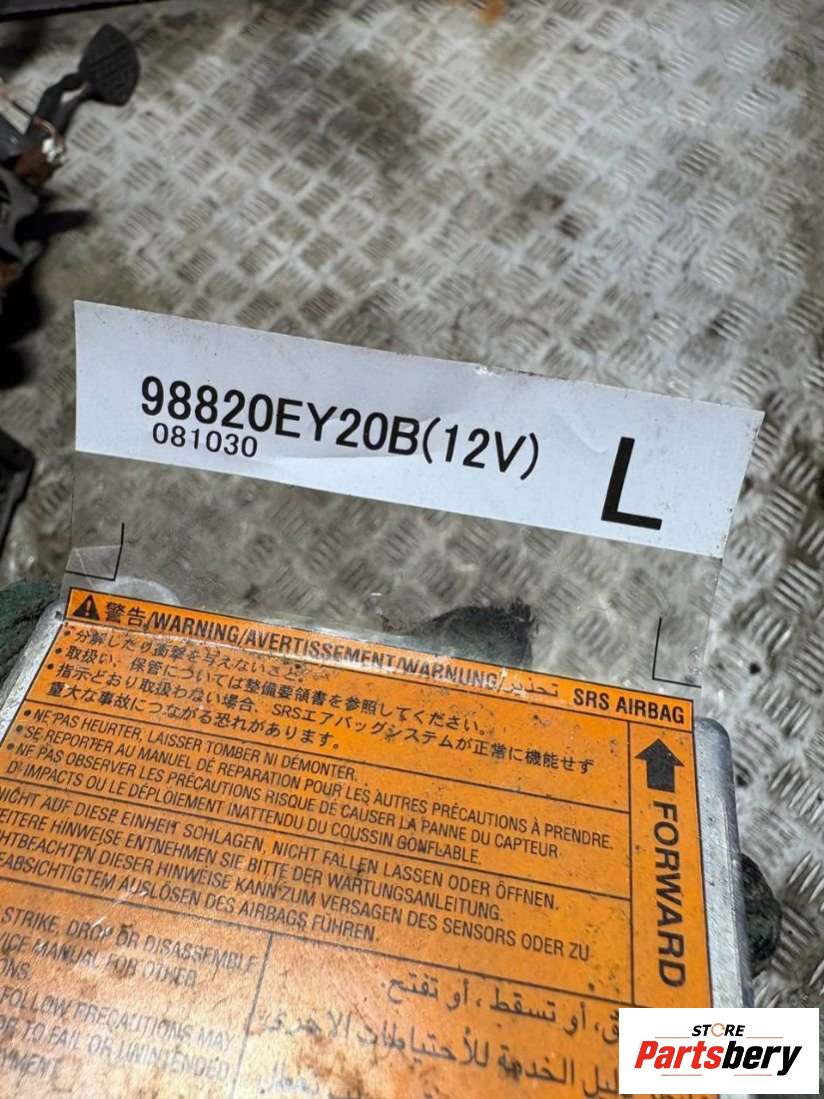 98820EY20B(12V)
081030
L
警告/WARNING/AVERTISSEMENT/WARNUNG/تحذير SRS AIRBAG
・分解したり衝撃を与えないこと。
・取扱い、保管については整備要領書を参照してください。
・指示どおり取扱わない場合、SRSエアバッグシステムが正常に機能せず
重大な事故につながる恐れがあります。
• NE PAS HEURTER, LAISSER TOMBER NI DÉMONTER.
• SE REPORTER AU MANUEL DE RÉPARATION POUR LES AUTRES PRÉCAUTIONS À PRENDRE.
• NE PAS OBSERVER LES PRÉCAUTIONS RISQUE DE CAUSER LA PANNE DU CAPTEUR
D'IMPACTS OU LE DÉPLOIEMENT INATTENDU DU COUSSIN GONFLABLE.
NICHT AUF DIESE EINHEIT SCHLAGEN, NICHT FALLEN LASSEN ODER ÖFFNEN.
EITERE HINWEISE ENTNEHMEN SIE BITTE DER WARTUNGSANLEITUNG.
HTBEACHTEN DIESER HINWEISE KANN ZUM VERSAGEN DES SENSORS ODER ZU
EABSICHTIGTEM AUSLÖSEN DES AIRBAGS FÜHREN.
FORWARD
STRIKE, DROP OR DISASSEMBLE
ICE MANUAL FOR OTHER
ONS.
FOLLOW PRECAUTIONS MAY
OR TO FAIL OR UNINTENDED
YMENT.
ق، أو تسقط، أو تفتح.
ليل الخدمة للأحتياطات الاخرى
STORE
Partsbery